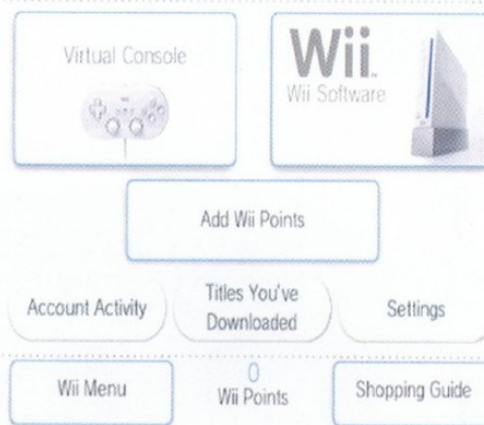 Virtual Console
Wii
Wii Software
Add Wii Points
Account Activity
Titles You've
Downloaded
Settings
Wii Menu
0
Wii Points
Shopping Guide